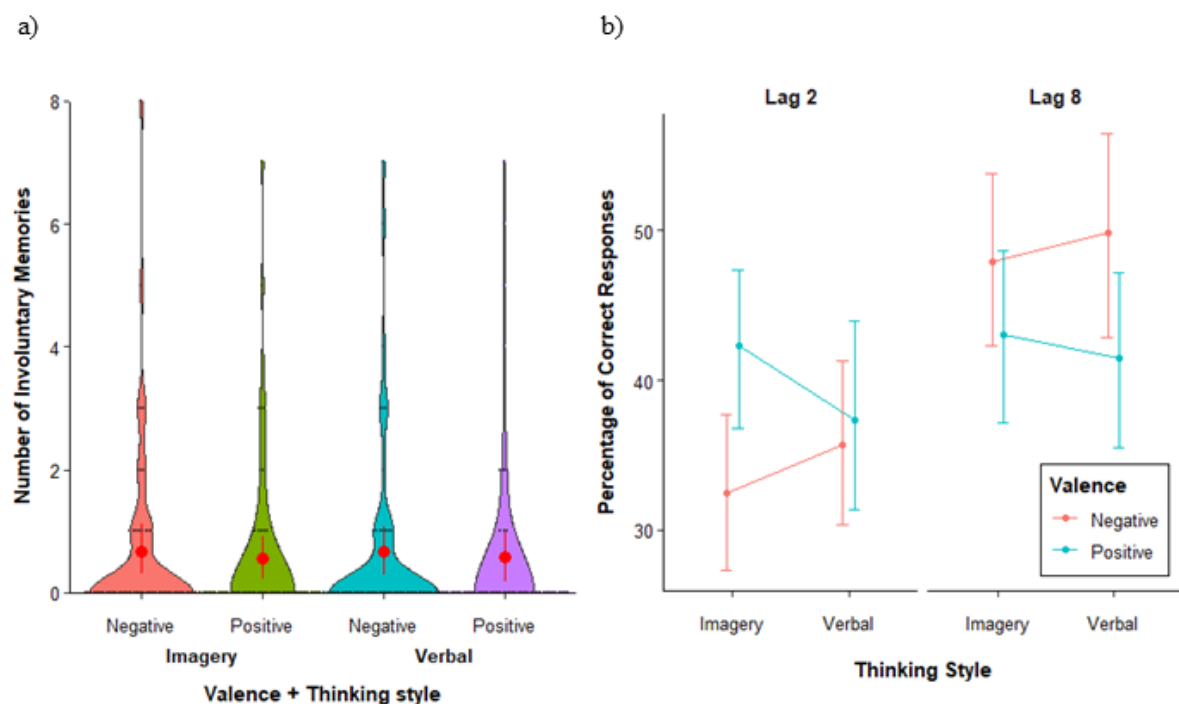 a)
Number of Involuntary Memories
8
6
4
2
0
Negative Positive Negative Positive
Imagery Verbal
Valence + Thinking style
b)
Lag 2 Lag 8
Percentage of Correct Responses
50
40
30
Valence
Negative
Positive
Imagery Verbal Imagery Verbal
Thinking Style